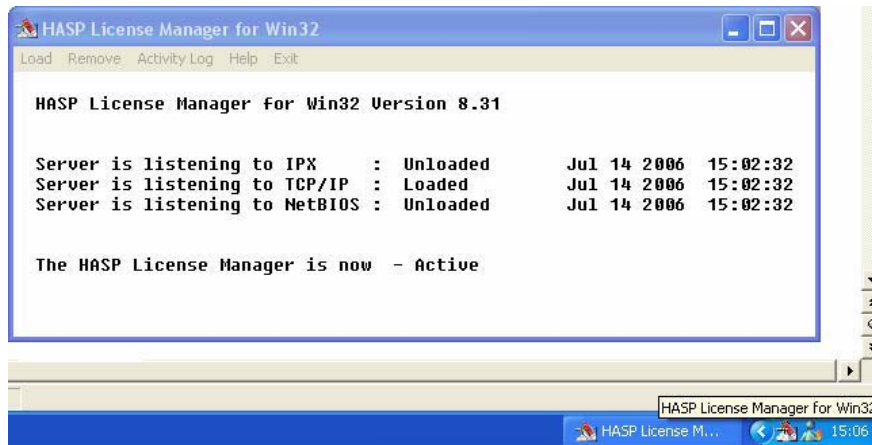 HASP License Manager for Win32
Load Remove Activity Log Help Exit
HASP License Manager for Win32 Version 8.31
Server is listening to IPX : Unloaded Jul 14 2006 15:02:32
Server is listening to TCP/IP : Loaded Jul 14 2006 15:02:32
Server is listening to NetBIOS : Unloaded Jul 14 2006 15:02:32
The HASP License Manager is now - Active
HASP License Manager for Win32
HASP License M... 15:06